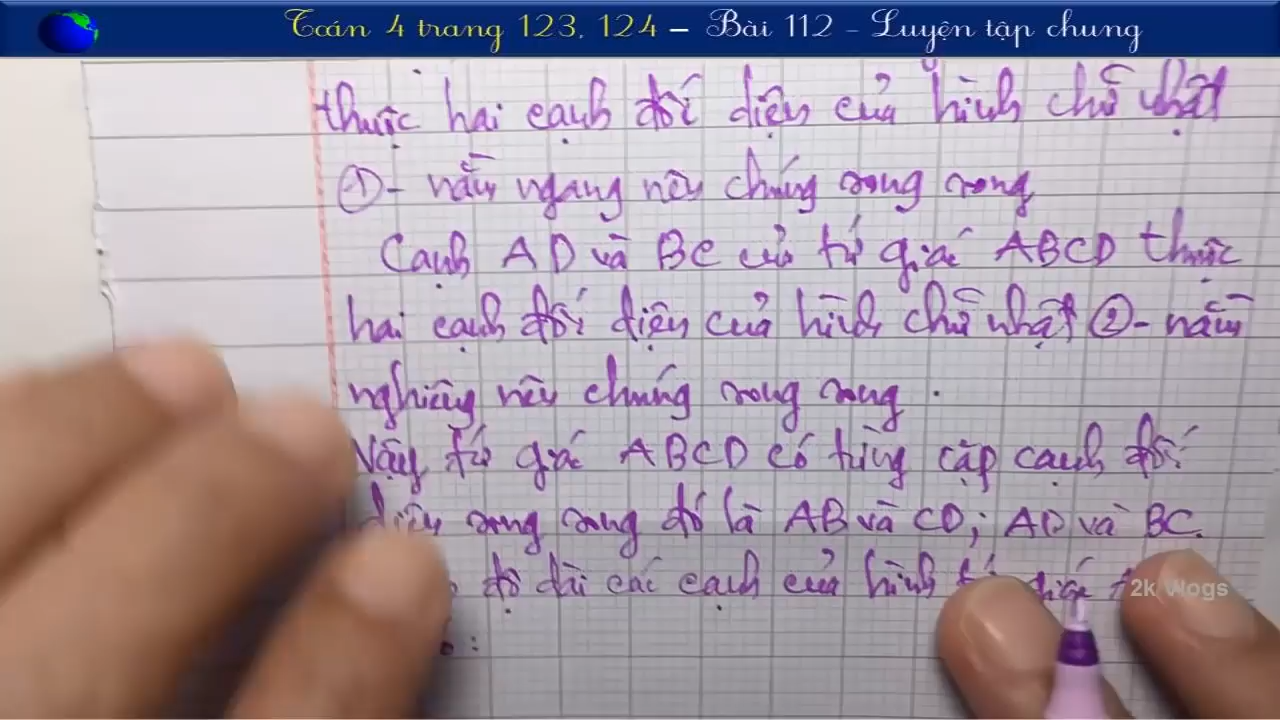 Toán 4 trang 123, 124 – Bài 112 – Luyện tập chung
thuộc hai cạnh đối diện của hình chữ nhật
① - nằm ngang nên chúng song song
Cạnh AD và BC của tứ giác ABCD thuộc
hai cạnh đối diện của hình chữ nhật ② - nằm
nghiêng nên chúng song song.
Vậy tứ giác ABCD có từng cặp cạnh đối
diện song song đó là AB và CD; AD và BC.
độ dài các cạnh của hình tứ giác
:
2k Vlogs